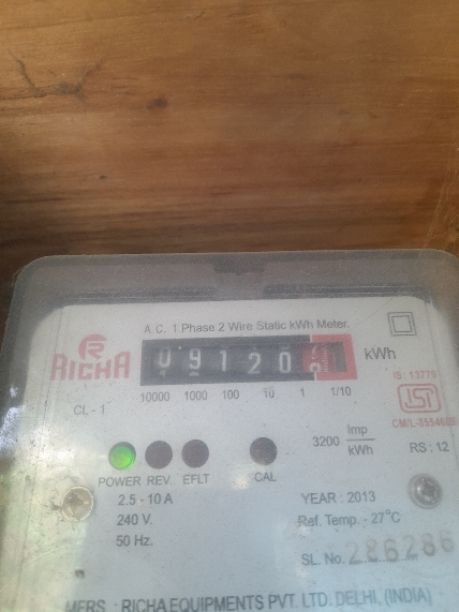 A.C. 1 Phase 2 Wire Static kWh Meter.
RICHA
09120
kWh
10000 1000 100 10 1 1/10
CL - 1
IS : 13779
ISI
3200 Imp
kWh
RS : 12
POWER REV. EFLT CAL
2.5 - 10 A
240 V.
50 Hz.
YEAR : 2013
Ref. Temp. - 27°C
SL. No. 286286
MFRS. : RICHA EQUIPMENTS PVT. LTD. DELHI. (INDIA)